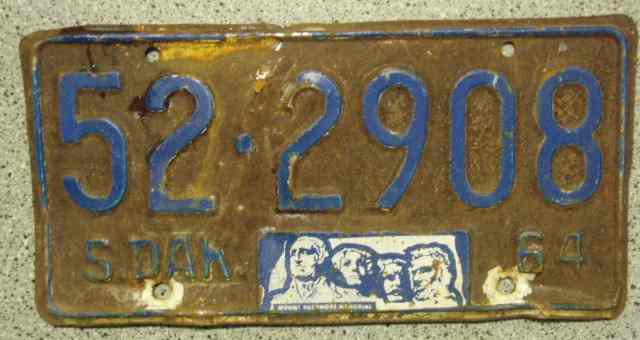 52·2908
S.DAK. 64
MOUNT RUSHMORE MEMORIAL